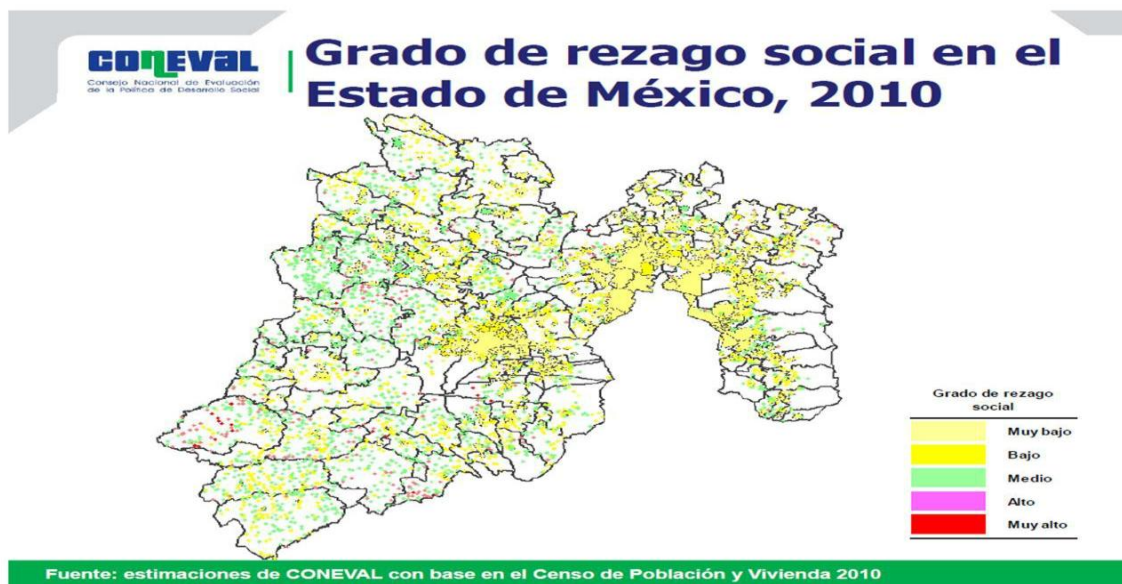 CONEVAL
Consejo Nacional de Evaluación
de la Política de Desarrollo Social
Grado de rezago social en el
Estado de México, 2010
Grado de rezago
social
Muy bajo
Bajo
Medio
Alto
Muy alto
Fuente: estimaciones de CONEVAL con base en el Censo de Población y Vivienda 2010